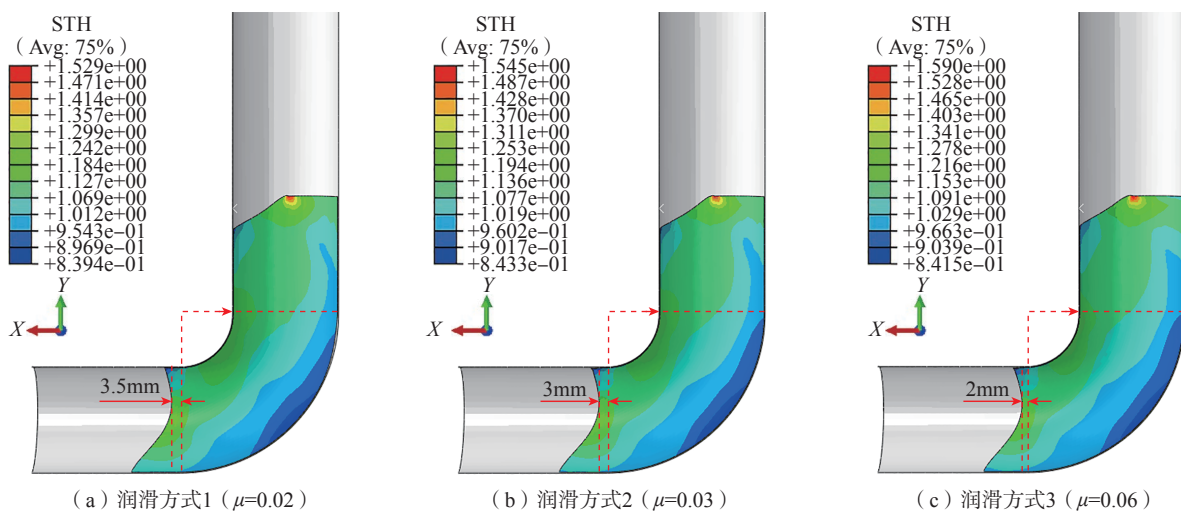 STH
（Avg: 75%）
+1.529e+00
+1.471e+00
+1.414e+00
+1.357e+00
+1.299e+00
+1.242e+00
+1.184e+00
+1.127e+00
+1.069e+00
+1.012e+00
+9.543e−01
+8.969e−01
+8.394e−01
Y
X
3.5mm
（a）润滑方式1（μ=0.02）
STH
（Avg: 75%）
+1.545e+00
+1.487e+00
+1.428e+00
+1.370e+00
+1.311e+00
+1.253e+00
+1.194e+00
+1.136e+00
+1.077e+00
+1.019e+00
+9.602e−01
+9.017e−01
+8.433e−01
Y
X
3mm
（b）润滑方式2（μ=0.03）
STH
（Avg: 75%）
+1.590e+00
+1.528e+00
+1.465e+00
+1.403e+00
+1.341e+00
+1.278e+00
+1.216e+00
+1.153e+00
+1.091e+00
+1.029e+00
+9.663e−01
+9.039e−01
+8.415e−01
Y
X
2mm
（c）润滑方式3（μ=0.06）